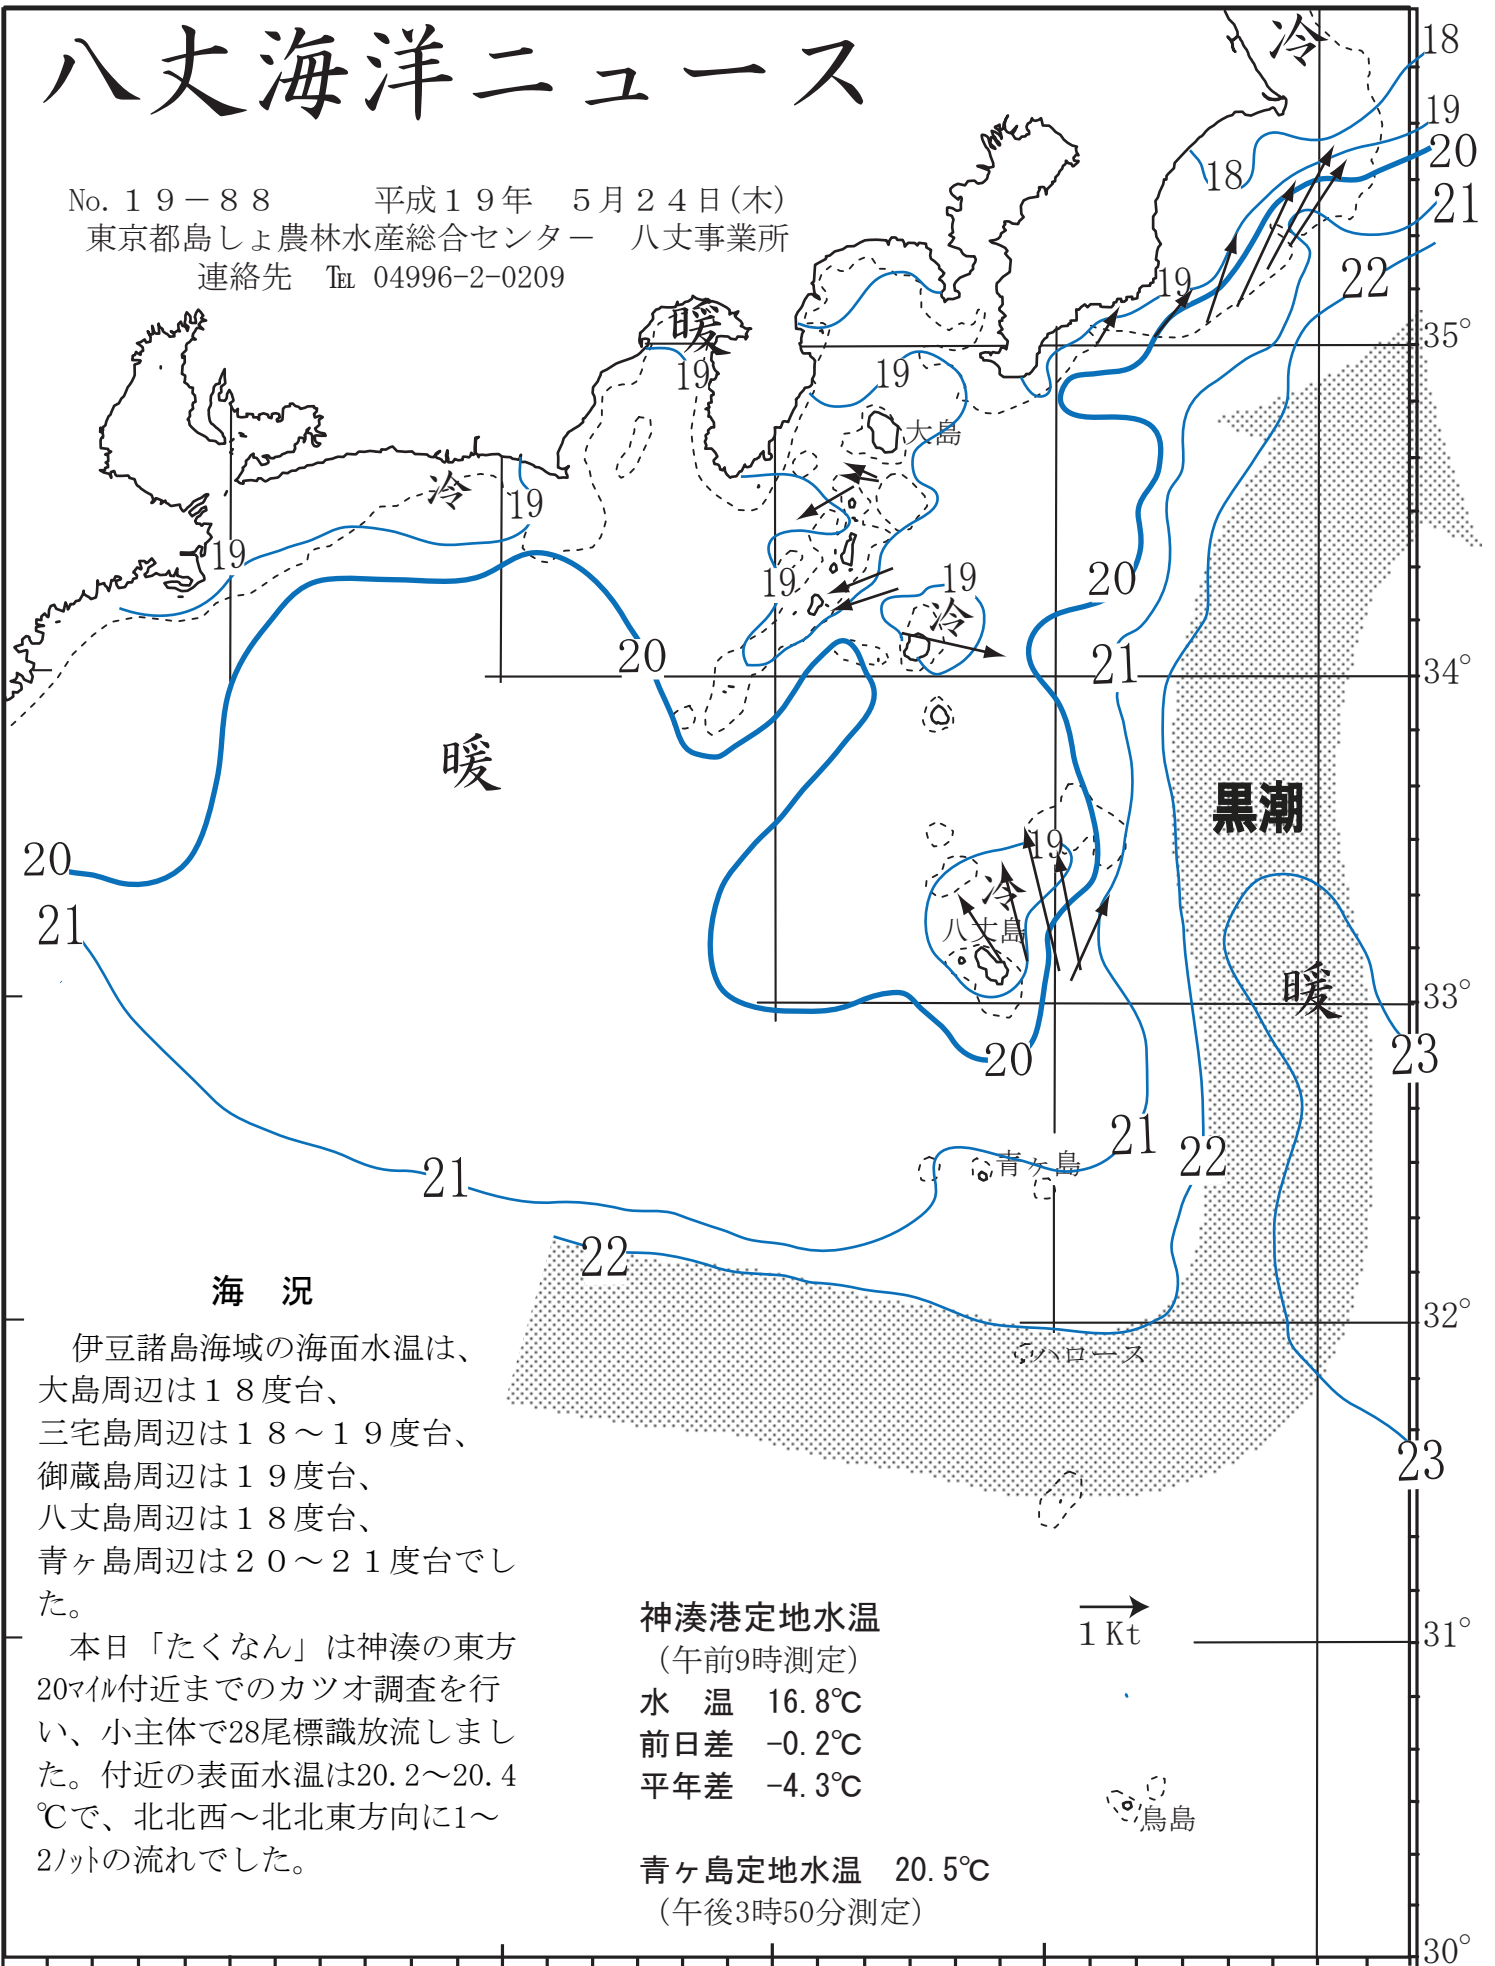 八丈海洋ニュース
No.１９－８８　　　平成１９年　５月２４日(木)
東京都島しょ農林水産総合センター　八丈事業所
連絡先　℡ 04996-2-0209
冷
18
19
20
21
22
18
19
暖
19
19
大島
冷
19
19
19
19
冷
20
20
21
35°
34°
暖
黒潮
20
21
19
冷
八丈島
暖
33°
23
20
21
22
青ヶ島
21
22
32°
ハロース
23
海　況
伊豆諸島海域の海面水温は、
大島周辺は１８度台、
三宅島周辺は１８～１９度台、
御蔵島周辺は１９度台、
八丈島周辺は１８度台、
青ヶ島周辺は２０～２１度台でし
た。
本日「たくなん」は神湊の東方
20ﾏｲﾙ付近までのカツオ調査を行
い、小主体で28尾標識放流しまし
た。付近の表面水温は20.2～20.4
℃で、北北西～北北東方向に1～
2ﾉｯﾄの流れでした。
神湊港定地水温
（午前9時測定）
水　温　16.8℃
前日差　-0.2℃
平年差　-4.3℃
青ヶ島定地水温　20.5℃
（午後3時50分測定）
1 Kt
31°
鳥島
30°